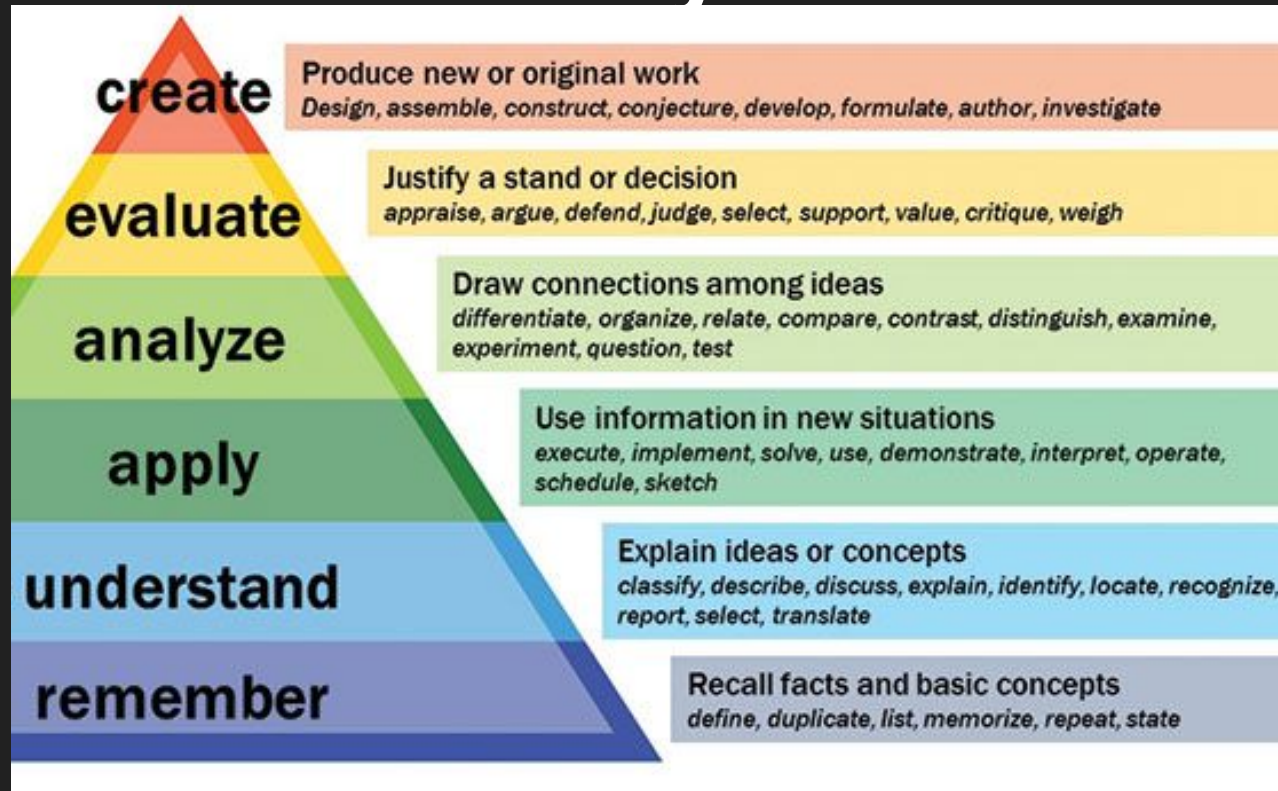 create
Produce new or original work
Design, assemble, construct, conjecture, develop, formulate, author, investigate
evaluate
Justify a stand or decision
appraise, argue, defend, judge, select, support, value, critique, weigh
analyze
Draw connections among ideas
differentiate, organize, relate, compare, contrast, distinguish, examine,
experiment, question, test
apply
Use information in new situations
execute, implement, solve, use, demonstrate, interpret, operate,
schedule, sketch
understand
Explain ideas or concepts
classify, describe, discuss, explain, identify, locate, recognize,
report, select, translate
remember
Recall facts and basic concepts
define, duplicate, list, memorize, repeat, state